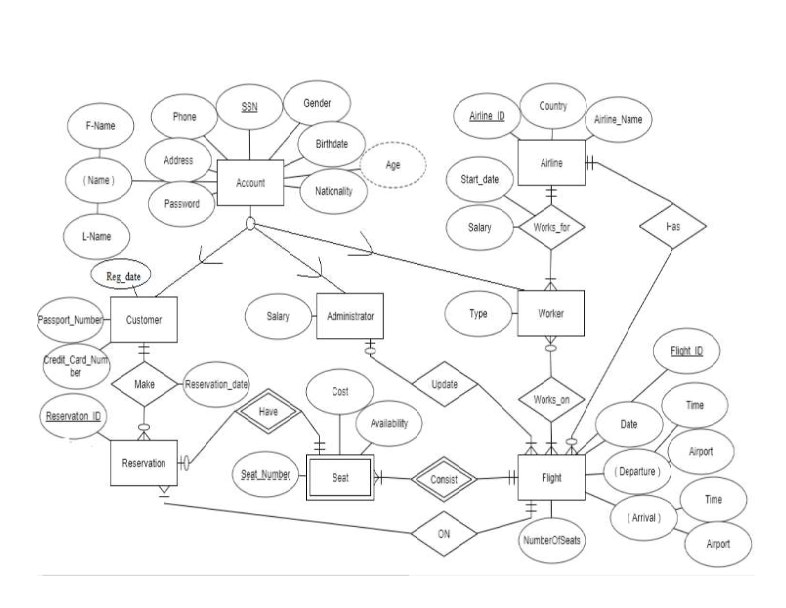 SSN
Gender
Phone
F-Name
Airline_ID
Country
Airline_Name
Birthdate
Address
Age
Airline
( Name )
Account
Start_date
Nationality
Password
L-Name
Salary
Works_for
Has
Reg_date
Passport_Number
Customer
Salary
Administrator
Type
Worker
Credit_Card_Num
ber
Flight_ID
Make
Reservation_date
Update
Cost
Works_on
Time
Reservaton_ID
Have
Availability
Date
Airport
Reservation
Seat_Number
Seat
Consist
Flight
( Departure )
Time
( Arrival )
ON
NumberOfSeats
Airport